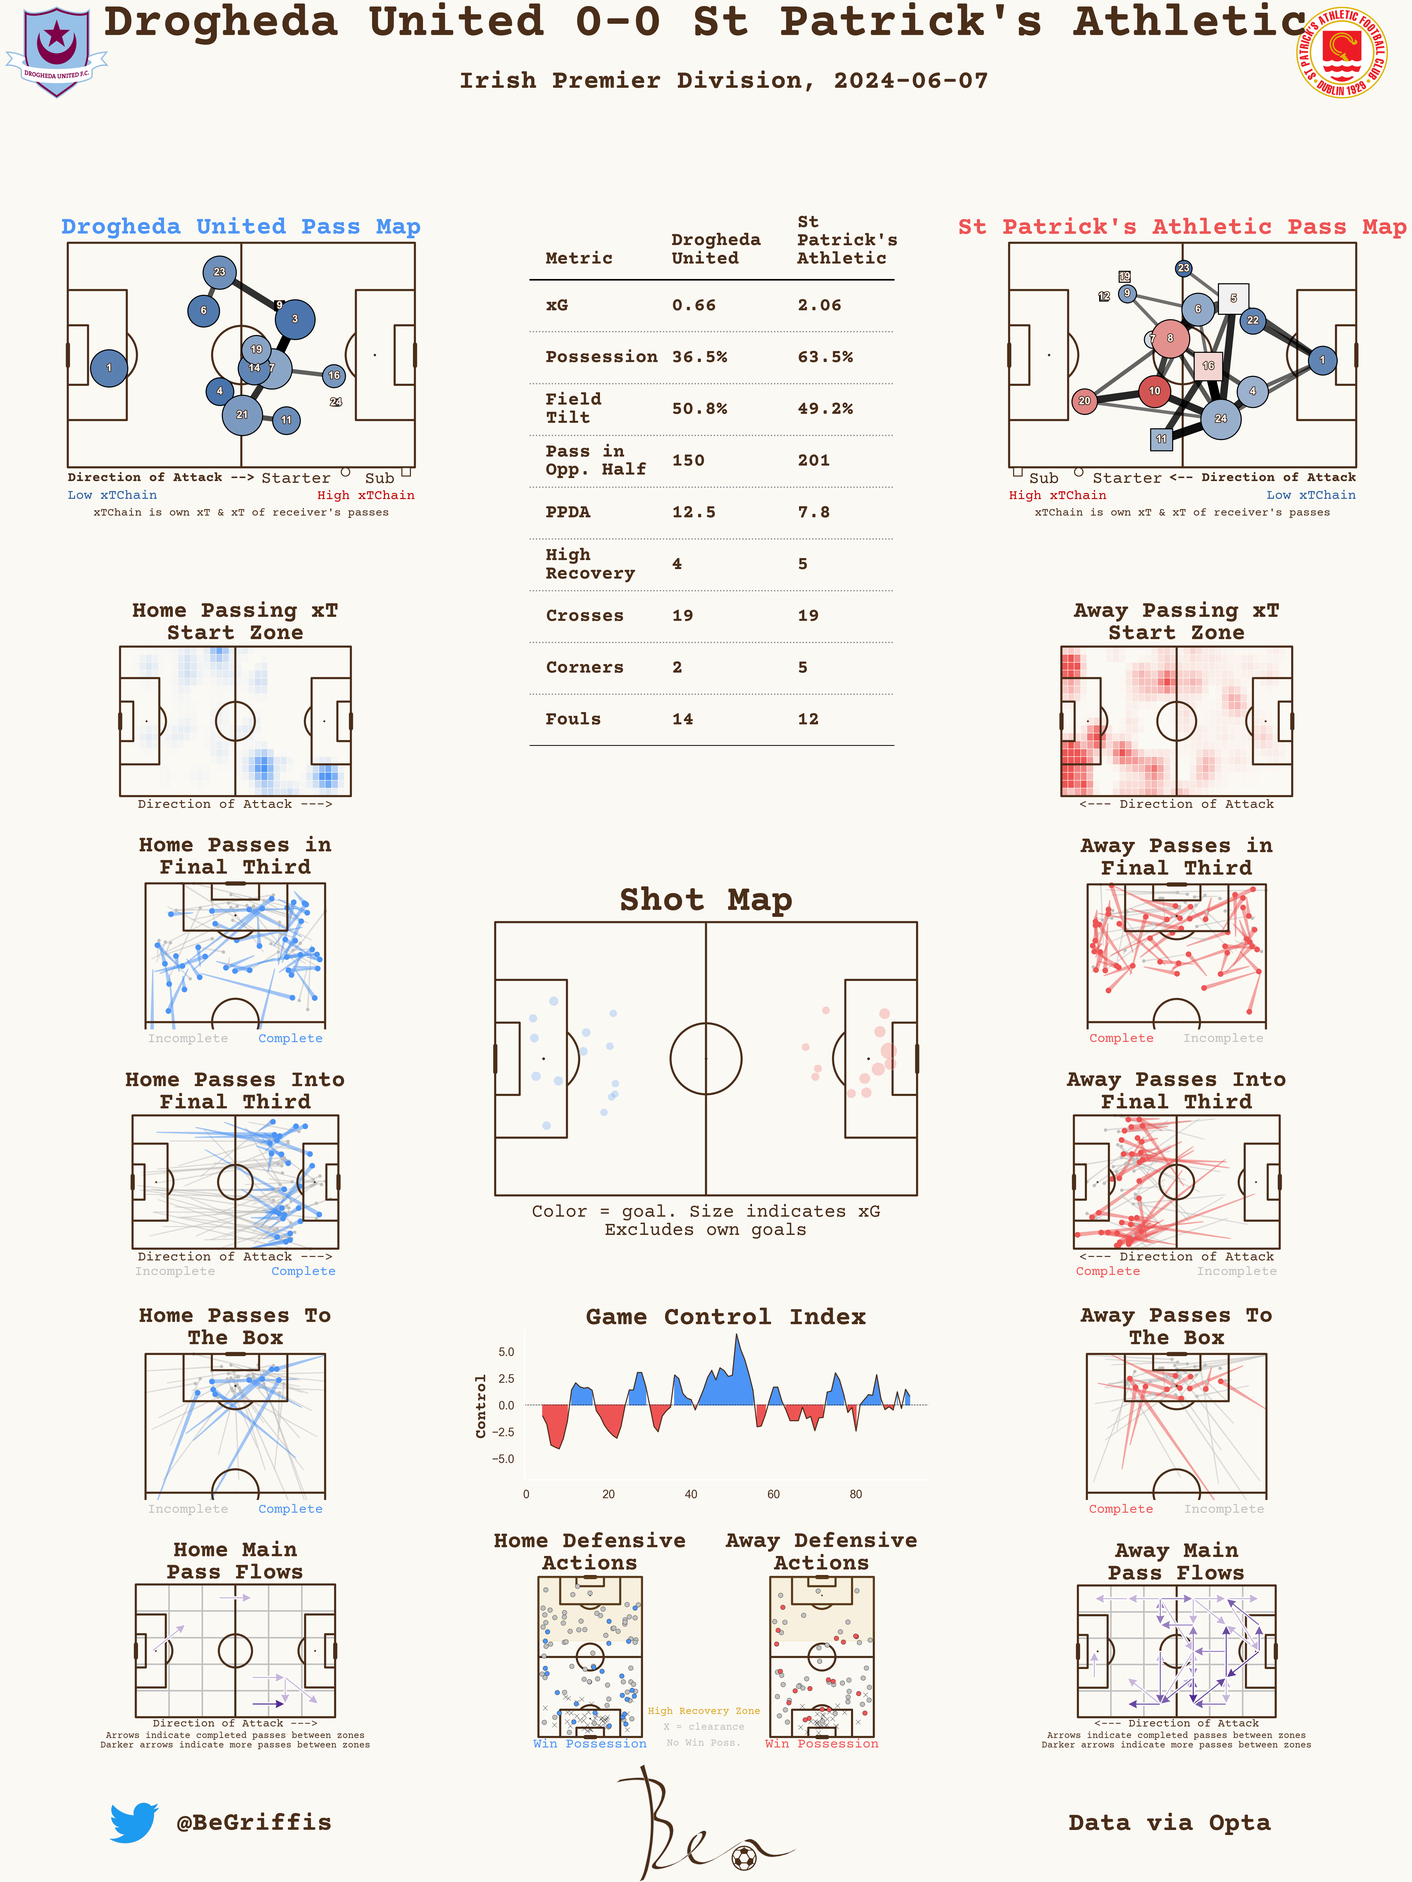 Drogheda United 0-0 St Patrick's Athletic
Irish Premier Division, 2024-06-07
DROGHEDA UNITED F.C.
ST PATRICK'S ATHLETIC FOOTBALL CLUB
DUBLIN 1929
Drogheda United Pass Map
23
9
6
3
19
1
14 7
16
4
24
21
11
Direction of Attack --> Starter Sub
Low xTChain High xTChain
xTChain is own xT & xT of receiver's passes
Metric Drogheda United St Patrick's Athletic
xG 0.66 2.06
Possession 36.5% 63.5%
Field Tilt 50.8% 49.2%
Pass in Opp. Half 150 201
PPDA 12.5 7.8
High Recovery 4 5
Crosses 19 19
Corners 2 5
Fouls 14 12
St Patrick's Athletic Pass Map
23
19
12 9
5
6
22
7 8
1
16
10
4
20
24
11
Sub Starter <-- Direction of Attack
High xTChain Low xTChain
xTChain is own xT & xT of receiver's passes
Home Passing xT
Start Zone
Direction of Attack --->
Away Passing xT
Start Zone
<--- Direction of Attack
Home Passes in
Final Third
Incomplete Complete
Away Passes in
Final Third
Complete Incomplete
Shot Map
Color = goal. Size indicates xG
Excludes own goals
Home Passes Into
Final Third
Direction of Attack --->
Incomplete Complete
Away Passes Into
Final Third
<--- Direction of Attack
Complete Incomplete
Home Passes To
The Box
Incomplete Complete
Game Control Index
Control
5.0
2.5
0.0
−2.5
−5.0
0 20 40 60 80
Away Passes To
The Box
Complete Incomplete
Home Main
Pass Flows
Direction of Attack --->
Arrows indicate completed passes between zones
Darker arrows indicate more passes between zones
Home Defensive
Actions
Win Possession
High Recovery Zone
X = clearance
No Win Poss.
Away Defensive
Actions
Win Possession
Away Main
Pass Flows
<--- Direction of Attack
Arrows indicate completed passes between zones
Darker arrows indicate more passes between zones
@BeGriffis
Ben
Data via Opta